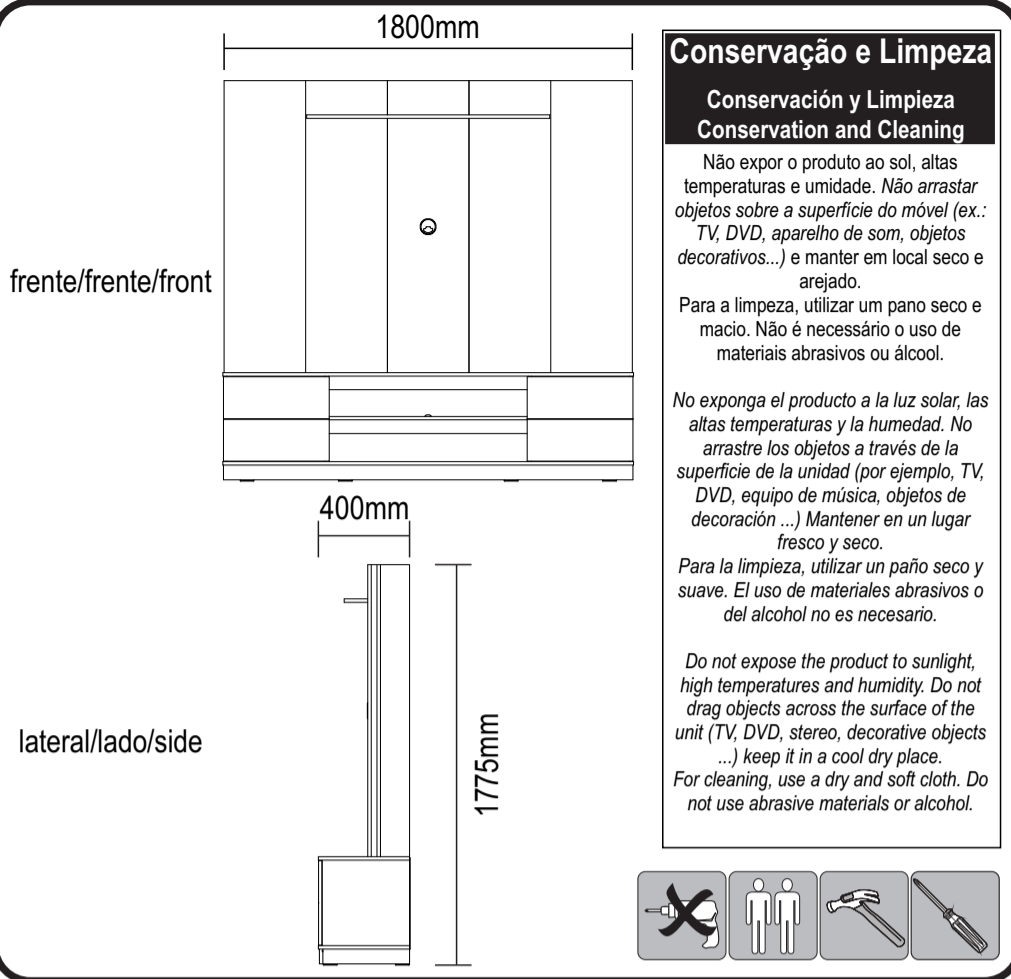 1800mm
frente/frente/front
400mm
lateral/lado/side
1775mm
Conservação e Limpeza
Conservación y Limpieza
Conservation and Cleaning
Não expor o produto ao sol, altas
temperaturas e umidade. Não arrastar
objetos sobre a superfície do móvel (ex.:
TV, DVD, aparelho de som, objetos
decorativos...) e manter em local seco e
arejado.
Para a limpeza, utilizar um pano seco e
macio. Não é necessário o uso de
materiais abrasivos ou álcool.
No exponga el producto a la luz solar, las
altas temperaturas y la humedad. No
arrastre los objetos a través de la
superficie de la unidad (por ejemplo, TV,
DVD, equipo de música, objetos de
decoración ...) Mantener en un lugar
fresco y seco.
Para la limpieza, utilizar un paño seco y
suave. El uso de materiales abrasivos o
del alcohol no es necesario.
Do not expose the product to sunlight,
high temperatures and humidity. Do not
drag objects across the surface of the
unit (TV, DVD, stereo, decorative objects
...) keep it in a cool dry place.
For cleaning, use a dry and soft cloth. Do
not use abrasive materials or alcohol.